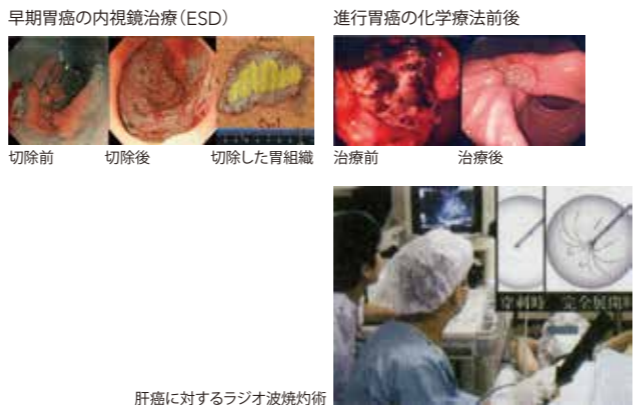 早期胃癌の内視鏡治療（ESD）
切除前
切除後
切除した胃組織
進行胃癌の化学療法前後
治療前
治療後
穿刺時
完全展開時
肝癌に対するラジオ波焼灼術